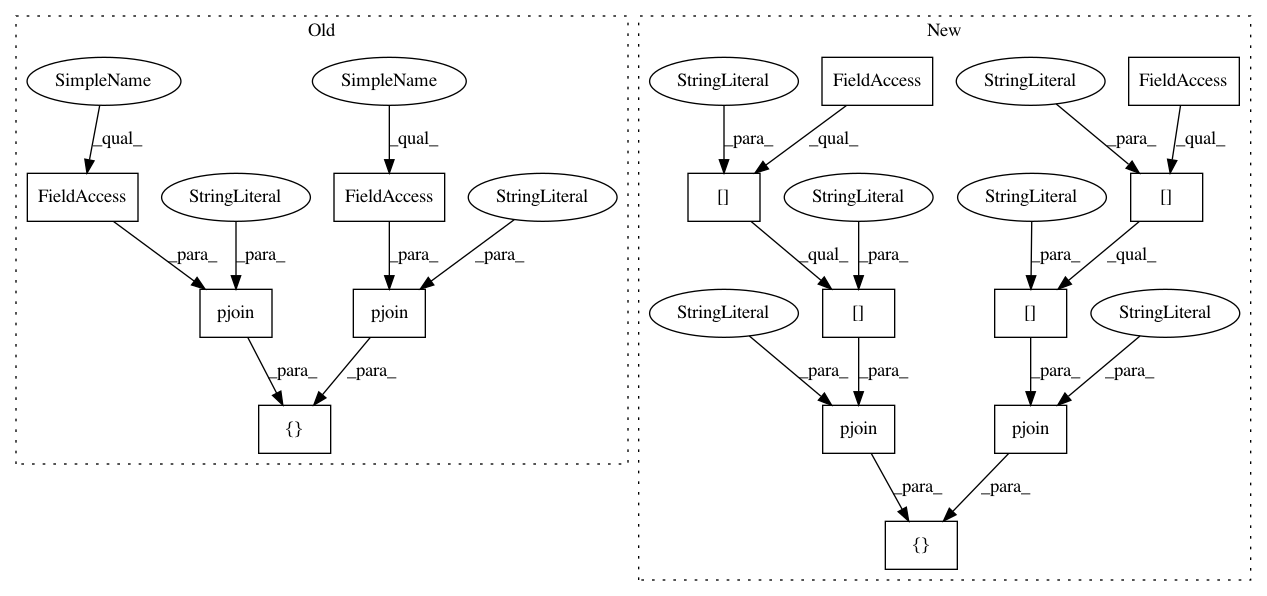 Old
New
SimpleName
SimpleName
StringLiteral
FieldAccess
StringLiteral
FieldAccess
_qual_
_qual_
_para_
_qual_
_para_
_qual_
FieldAccess
StringLiteral
FieldAccess
StringLiteral
[]
StringLiteral
StringLiteral
[]
_para_
_para_
_para_
_para_
_qual_
_para_
_para_
_qual_
pjoin
pjoin
StringLiteral
[]
[]
StringLiteral
_para_
_para_
_para_
_para_
_para_
_para_
{}
pjoin
pjoin
_para_
_para_
{}